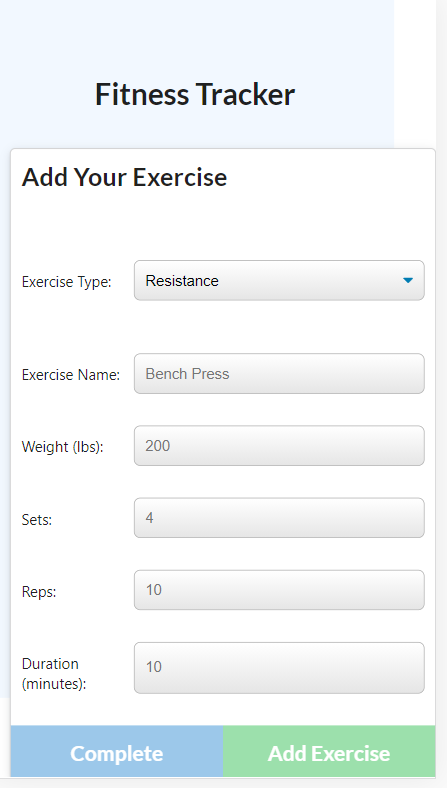 Fitness Tracker
Add Your Exercise
Exercise Type: Resistance
Exercise Name: Bench Press
Weight (lbs): 200
Sets: 4
Reps: 10
Duration (minutes): 10
Complete Add Exercise